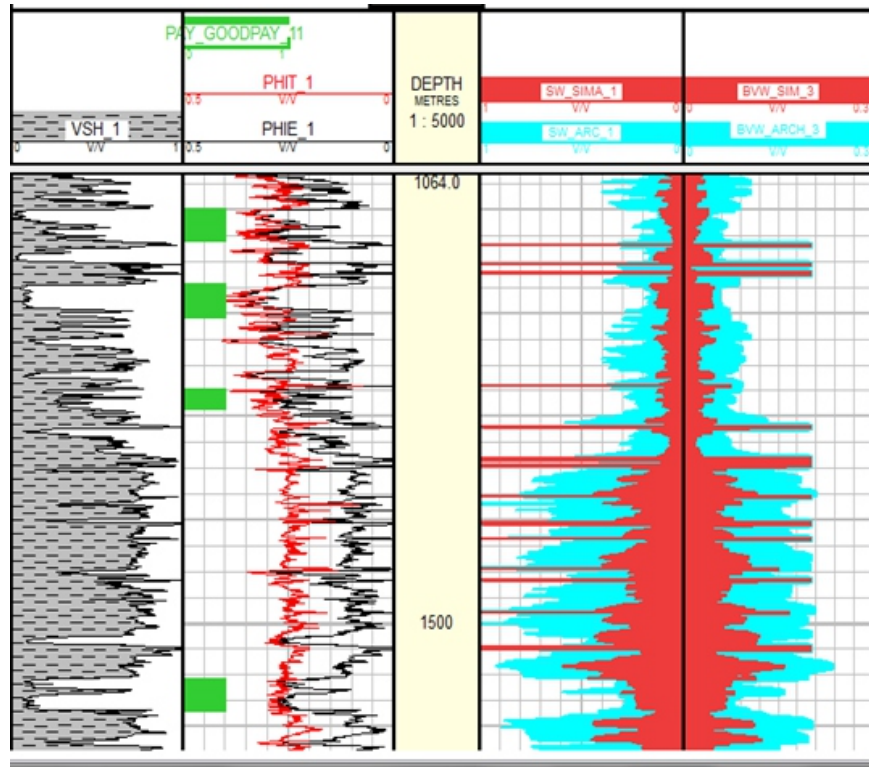 PAY_GOODPAY_11
0 1
PHIT_1
0.5 V/V 0
VSH_1
0 V/V 1
PHIE_1
0.5 V/V 0
DEPTH
METRES
1 : 5000
SW_SIMA_1
1 V/V 0
BVW_SIM_3
0 V/V 0.3
SW_ARC_1
1 V/V 0
BVW_ARCH_3
0 V/V 0.3
1064.0
1500